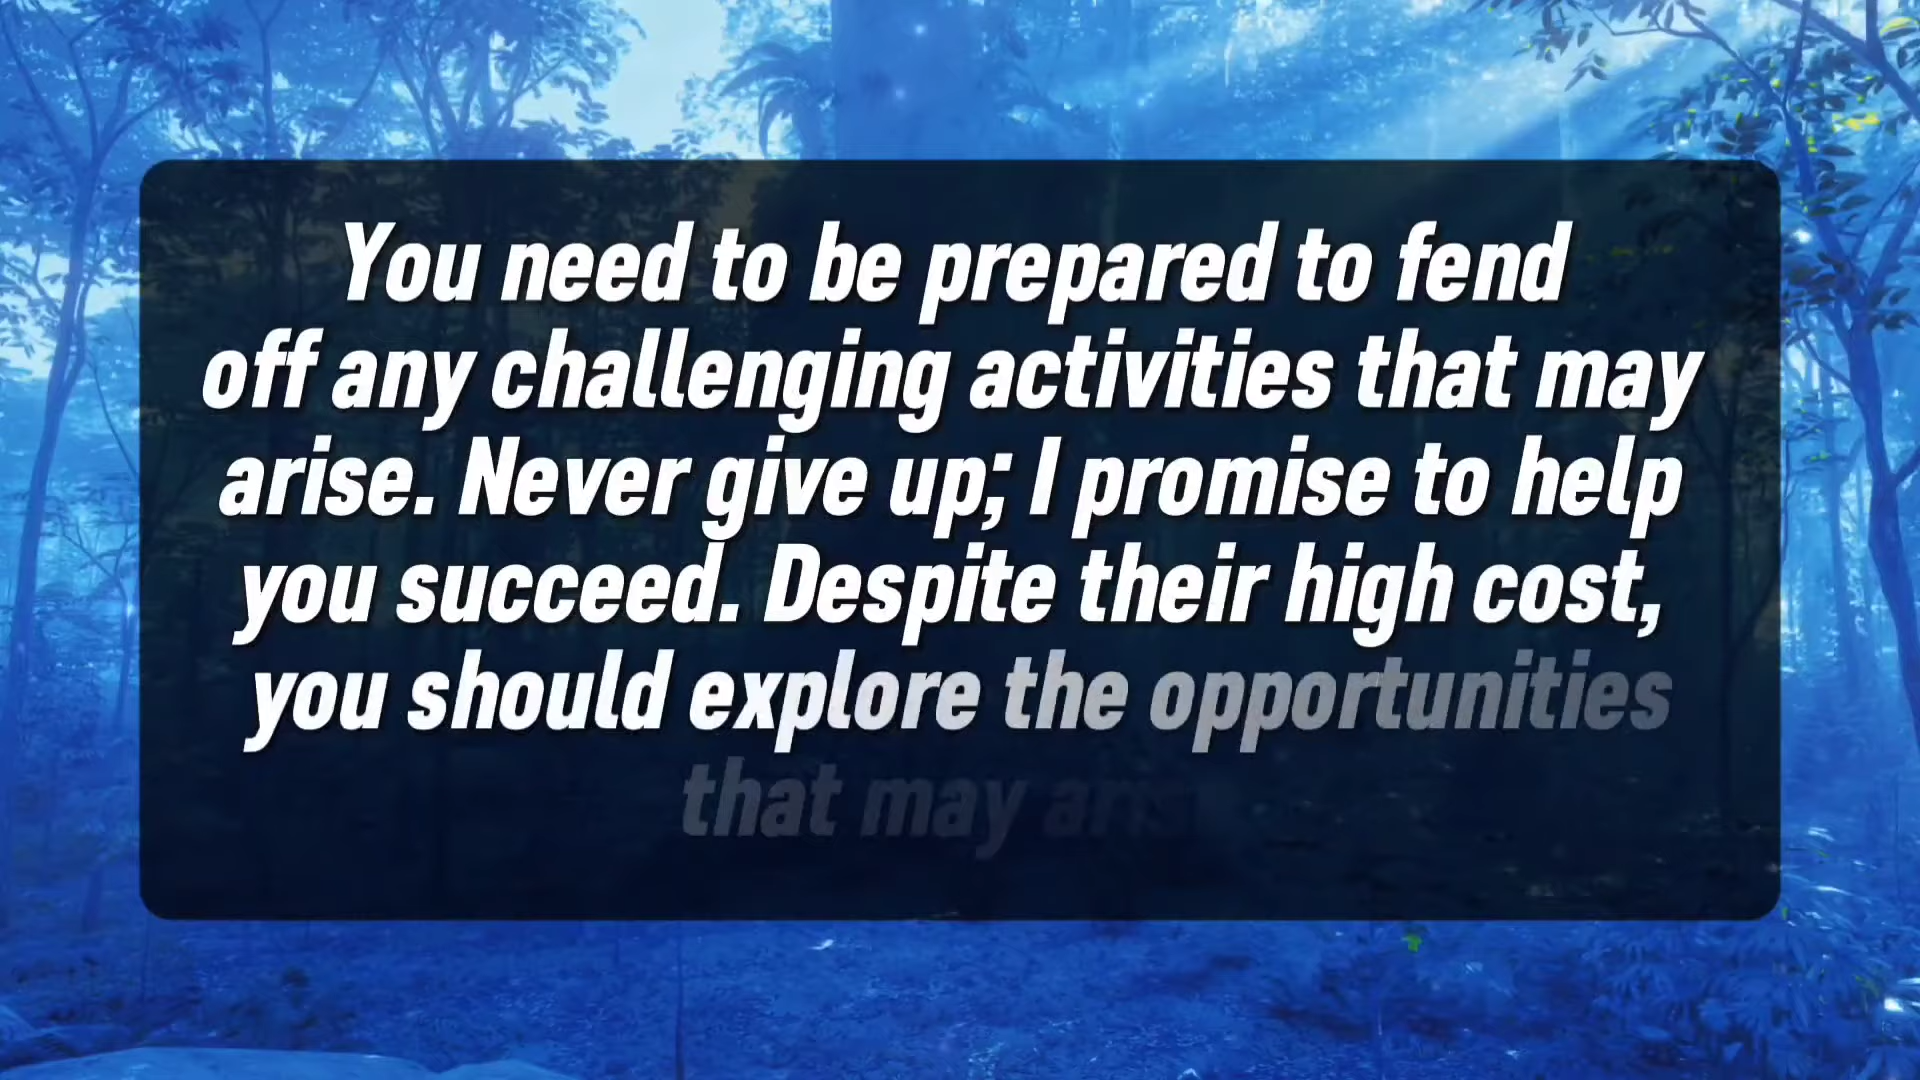 You need to be prepared to fend
off any challenging activities that may
arise. Never give up; I promise to help
you succeed. Despite their high cost,
you should explore the opportunities
that may